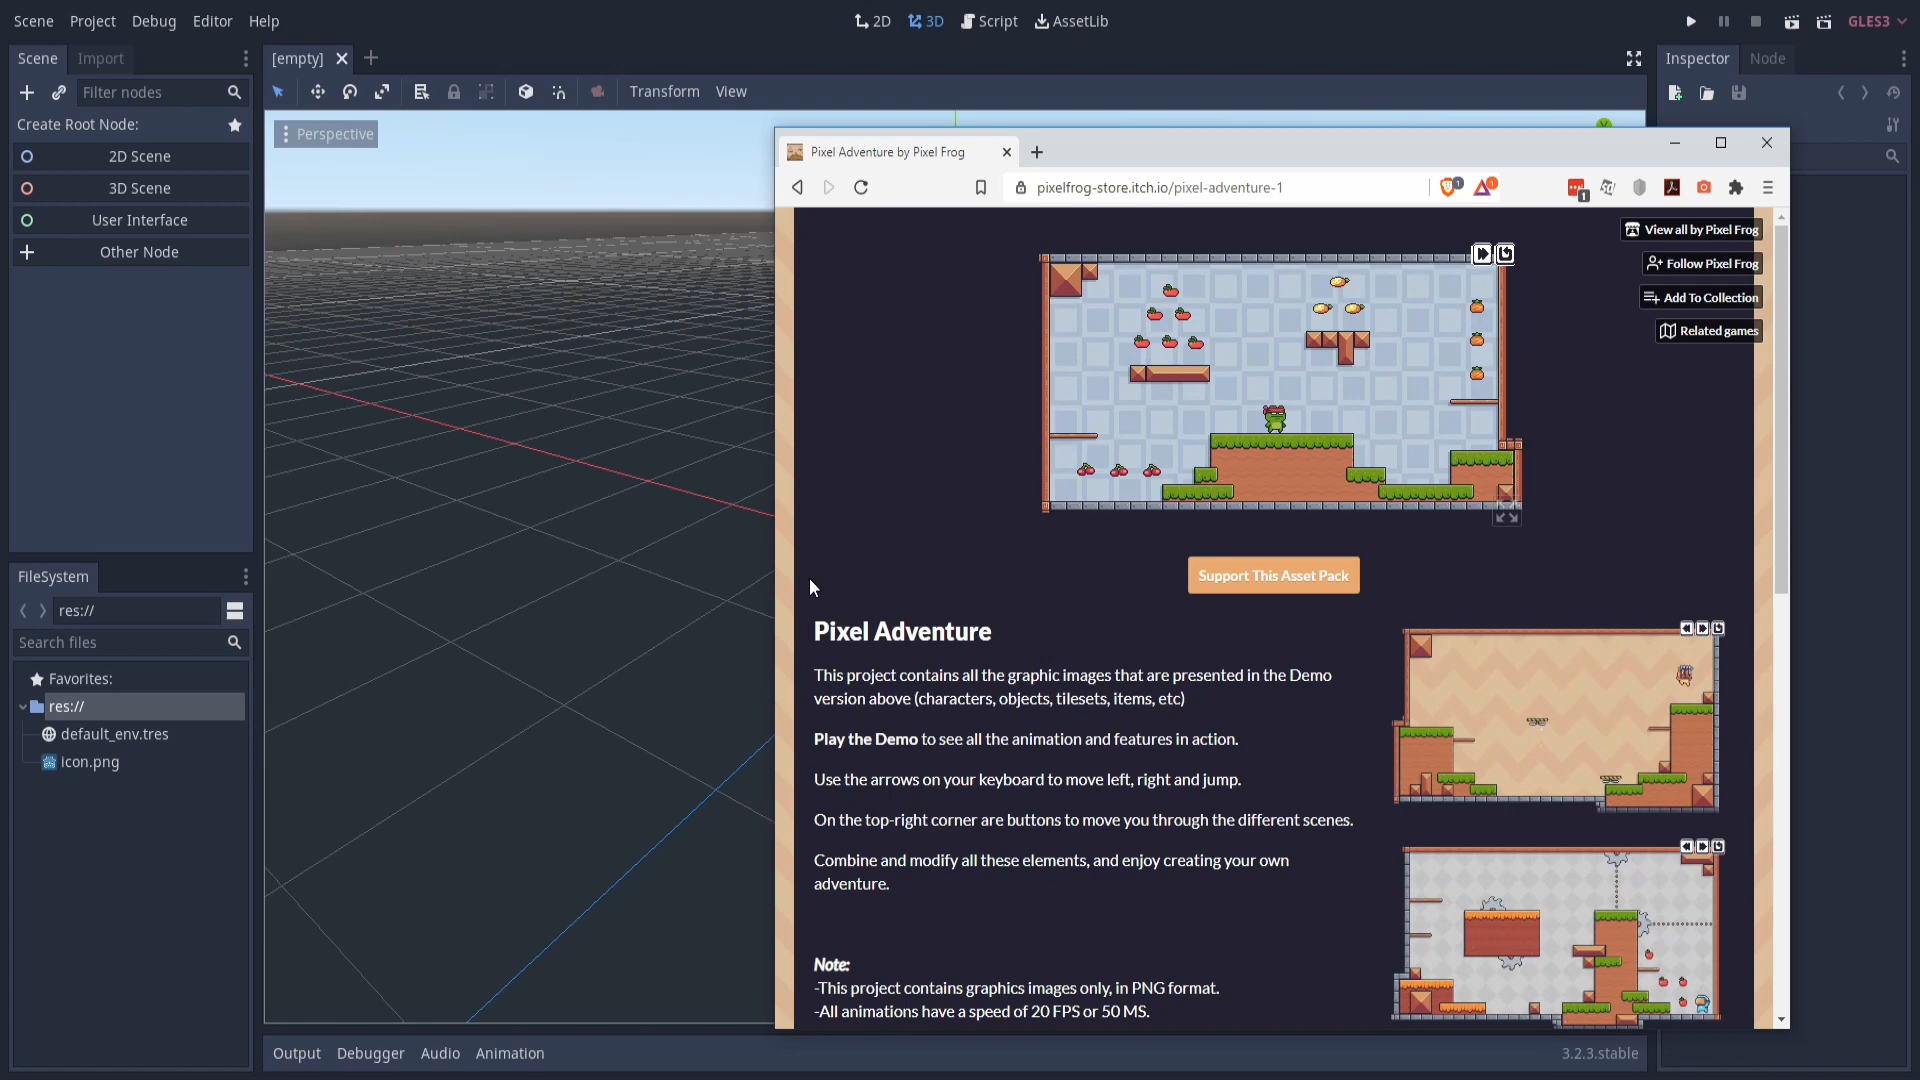 Scene Project Debug Editor Help
2D 3D Script AssetLib
GLES3
Scene Import
[empty]
Inspector Node
Filter nodes
Transform View
Create Root Node:
2D Scene
3D Scene
User Interface
Other Node
Perspective
FileSystem
res://
Search files
Favorites:
res://
default_env.tres
icon.png
Pixel Adventure by Pixel Frog
pixelfrog-store.itch.io/pixel-adventure-1
1
1
1
View all by Pixel Frog
Follow Pixel Frog
Add To Collection
Related games
Support This Asset Pack
Pixel Adventure
This project contains all the graphic images that are presented in the Demo
version above (characters, objects, tilesets, items, etc)
Play the Demo to see all the animation and features in action.
Use the arrows on your keyboard to move left, right and jump.
On the top-right corner are buttons to move you through the different scenes.
Combine and modify all these elements, and enjoy creating your own
adventure.
Note:
-This project contains graphics images only, in PNG format.
-All animations have a speed of 20 FPS or 50 MS.
Output Debugger Audio Animation
3.2.3.stable